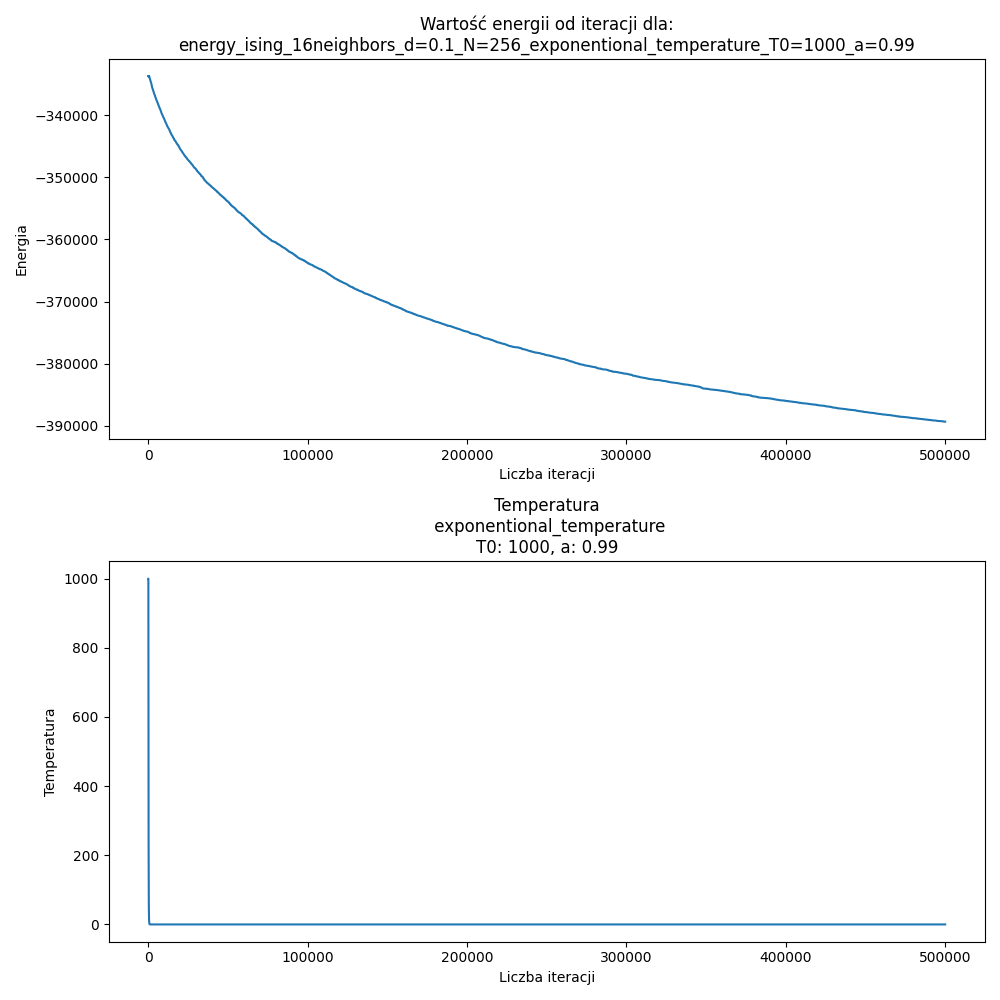 Wartość energii od iteracji dla:
energy_ising_16neighbors_d=0.1_N=256_exponentional_temperature_T0=1000_a=0.99
−340000
−350000
−360000
−370000
−380000
−390000
Energia
0 100000 200000 300000 400000 500000
Liczba iteracji
Temperatura
exponentional_temperature
T0: 1000, a: 0.99
1000
800
600
400
200
0
Temperatura
0 100000 200000 300000 400000 500000
Liczba iteracji